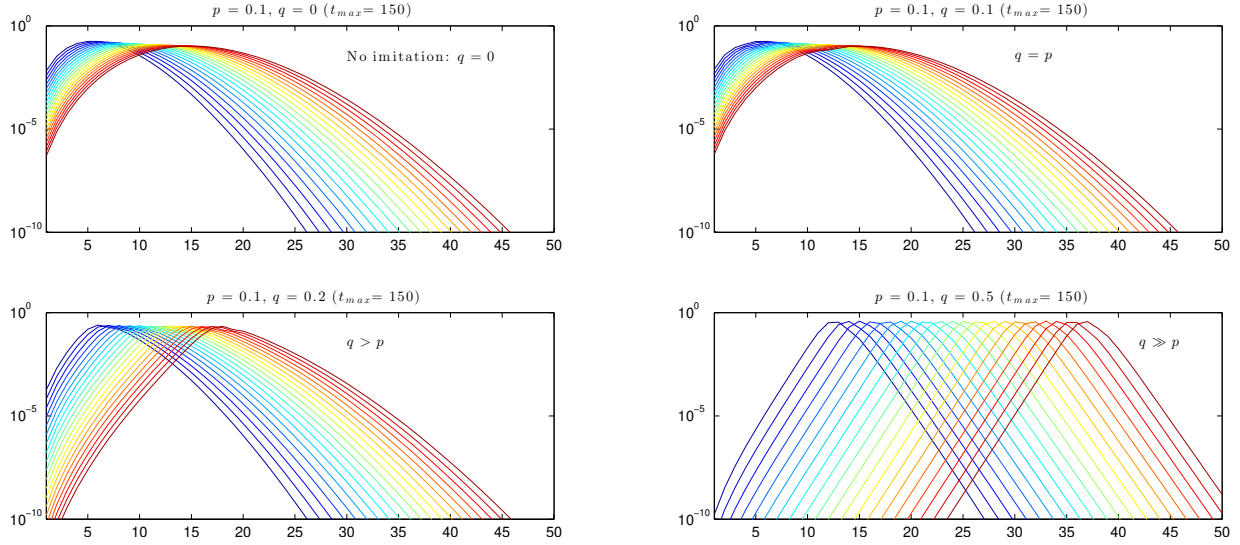 p = 0.1, q = 0 (t_max = 150)
10^0
10^-5
10^-10
No imitation: q = 0
5 10 15 20 25 30 35 40 45 50
p = 0.1, q = 0.1 (t_max = 150)
10^0
10^-5
10^-10
q = p
5 10 15 20 25 30 35 40 45 50
p = 0.1, q = 0.2 (t_max = 150)
10^0
10^-5
10^-10
q > p
5 10 15 20 25 30 35 40 45 50
p = 0.1, q = 0.5 (t_max = 150)
10^0
10^-5
10^-10
q ≫ p
5 10 15 20 25 30 35 40 45 50